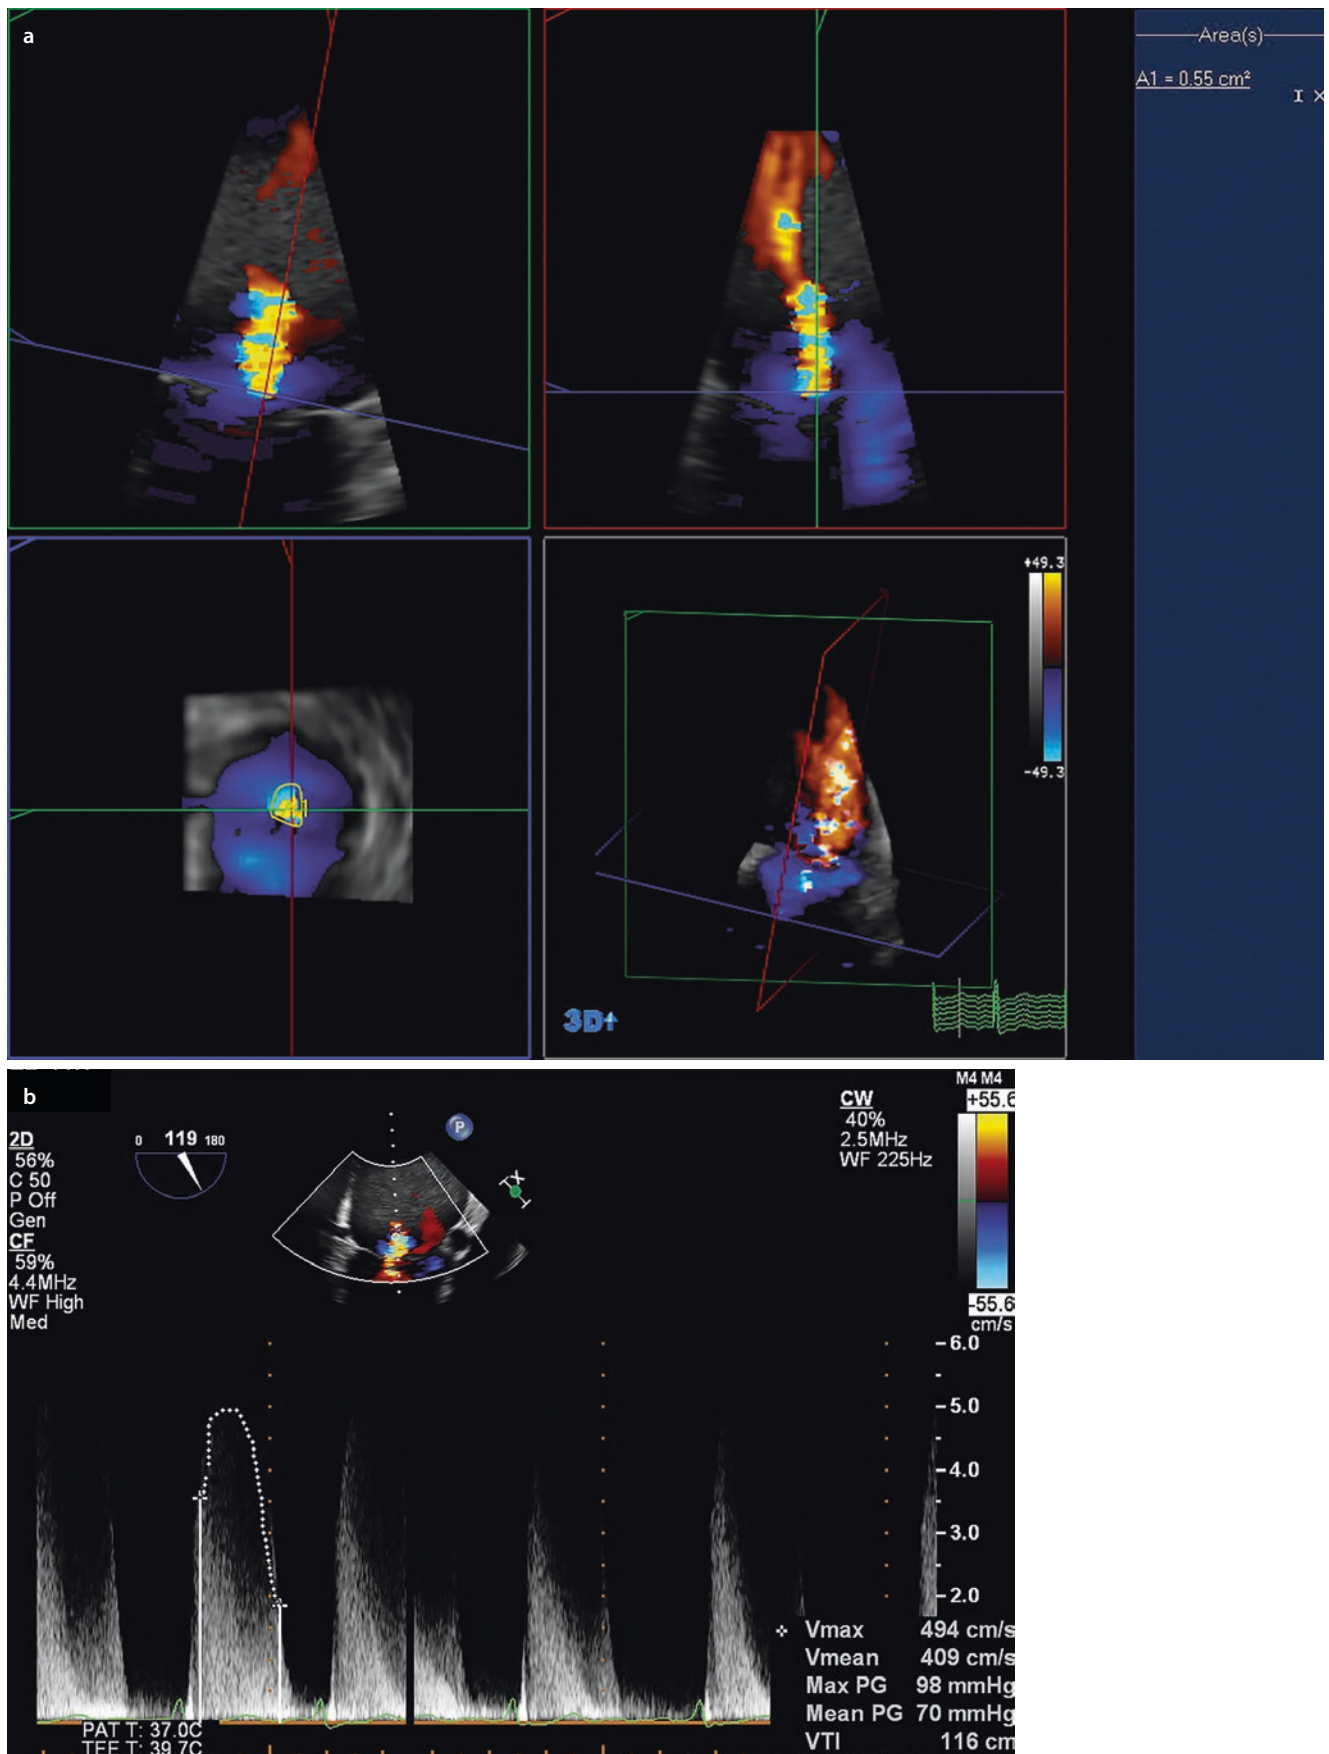 a
Area(s)
A1 = 0.55 cm²
I X
+49.3
-49.3
3D
b
2D
56%
C 50
P Off
Gen
CF
59%
4.4MHz
WF High
Med
0 119 180
P
TX
CW
40%
2.5MHz
WF 225Hz
M4 M4
+55.6
-55.6
cm/s
6.0
5.0
4.0
3.0
2.0
Vmax 494 cm/s
Vmean 409 cm/s
Max PG 98 mmHg
Mean PG 70 mmHg
VTI 116 cm
PAT T: 37.0C
TEE T: 39.7C